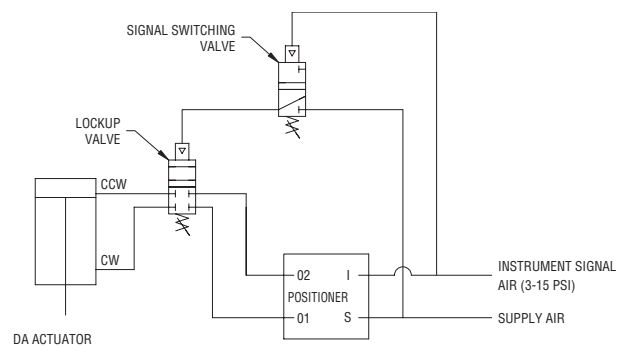 SIGNAL SWITCHING
VALVE
LOCKUP
VALVE
CCW
CW
02 I
POSITIONER
01 S
INSTRUMENT SIGNAL
AIR (3-15 PSI)
SUPPLY AIR
DA ACTUATOR